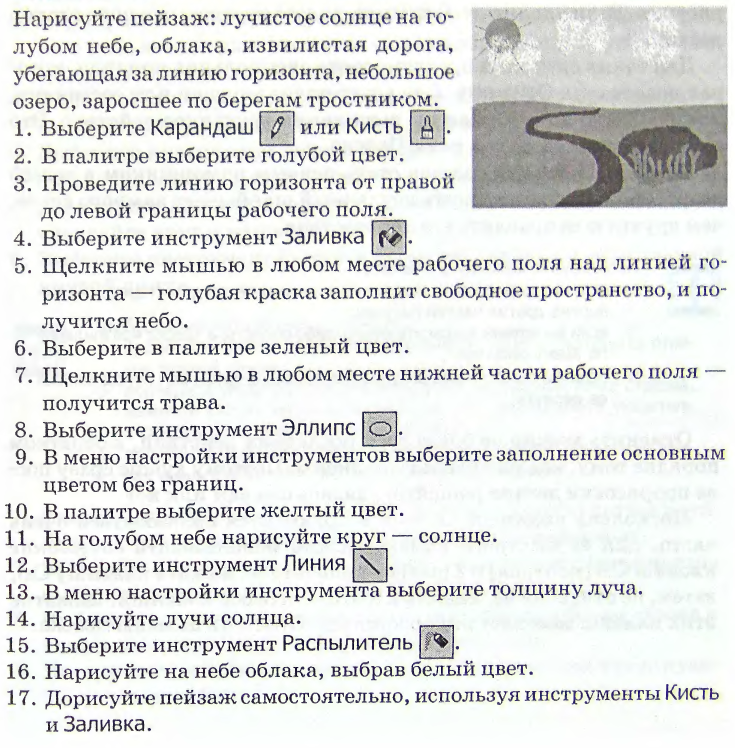 Нарисуйте пейзаж: лучистое солнце на го-
лубом небе, облака, извилистая дорога,
убегающая за линию горизонта, небольшое
озеро, заросшее по берегам тростником.
1. Выберите Карандаш или Кисть .
2. В палитре выберите голубой цвет.
3. Проведите линию горизонта от правой
до левой границы рабочего поля.
4. Выберите инструмент Заливка .
5. Щелкните мышью в любом месте рабочего поля над линией го-
ризонта — голубая краска заполнит свободное пространство, и по-
лучится небо.
6. Выберите в палитре зеленый цвет.
7. Щелкните мышью в любом месте нижней части рабочего поля —
получится трава.
8. Выберите инструмент Эллипс .
9. В меню настройки инструментов выберите заполнение основным
цветом без границ.
10. В палитре выберите желтый цвет.
11. На голубом небе нарисуйте круг — солнце.
12. Выберите инструмент Линия .
13. В меню настройки инструмента выберите толщину луча.
14. Нарисуйте лучи солнца.
15. Выберите инструмент Распылитель .
16. Нарисуйте на небе облака, выбрав белый цвет.
17. Дорисуйте пейзаж самостоятельно, используя инструменты Кисть
и Заливка.